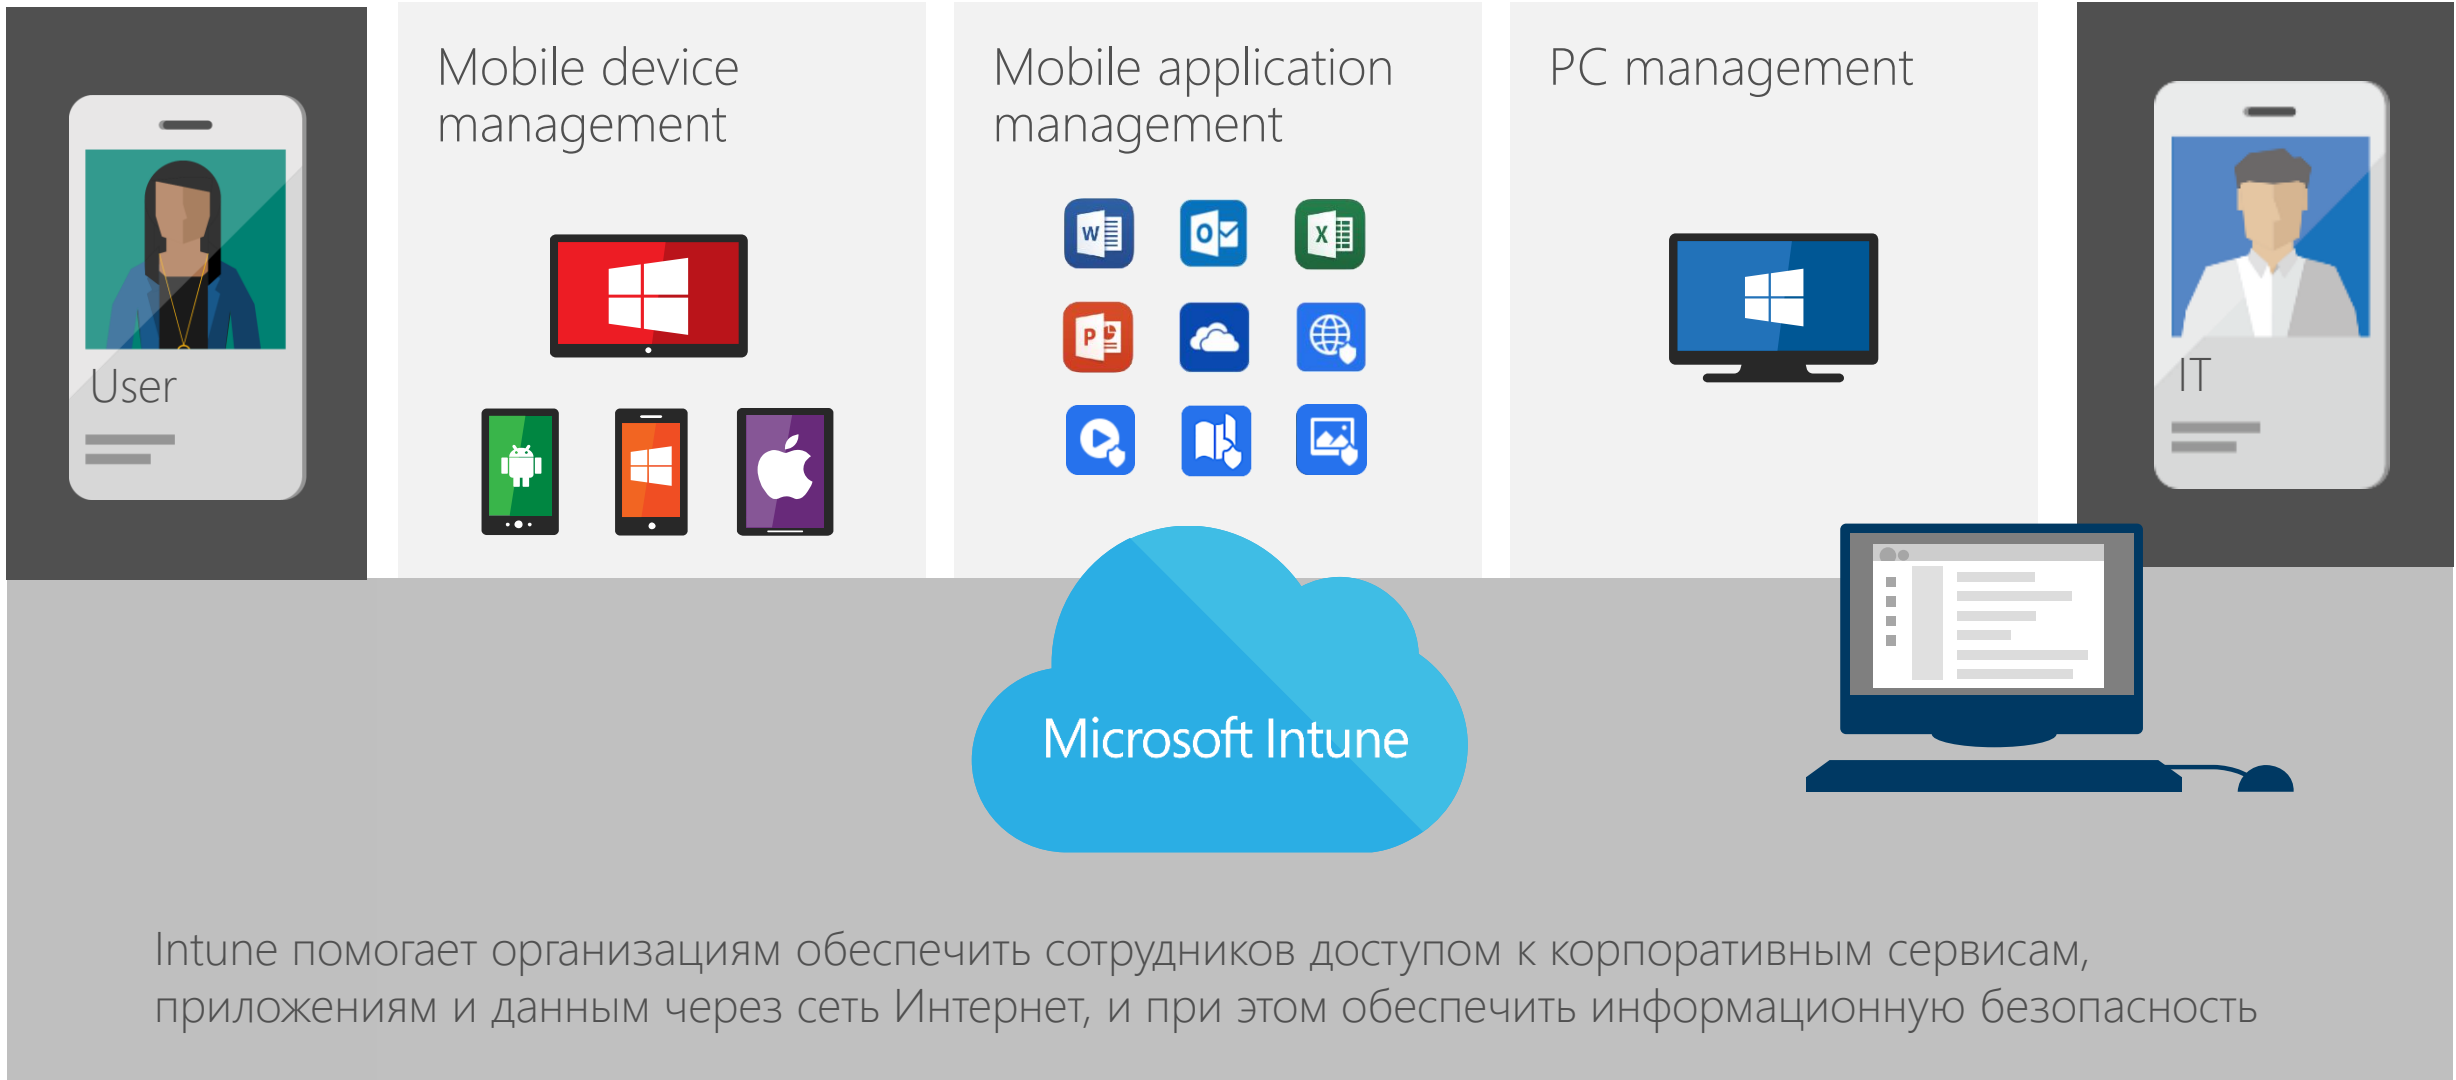 Mobile device
management
Mobile application
management
PC management
User
IT
W
O
X
P
Microsoft Intune
Intune помогает организациям обеспечить сотрудников доступом к корпоративным сервисам,
приложениям и данным через сеть Интернет, и при этом обеспечить информационную безопасность